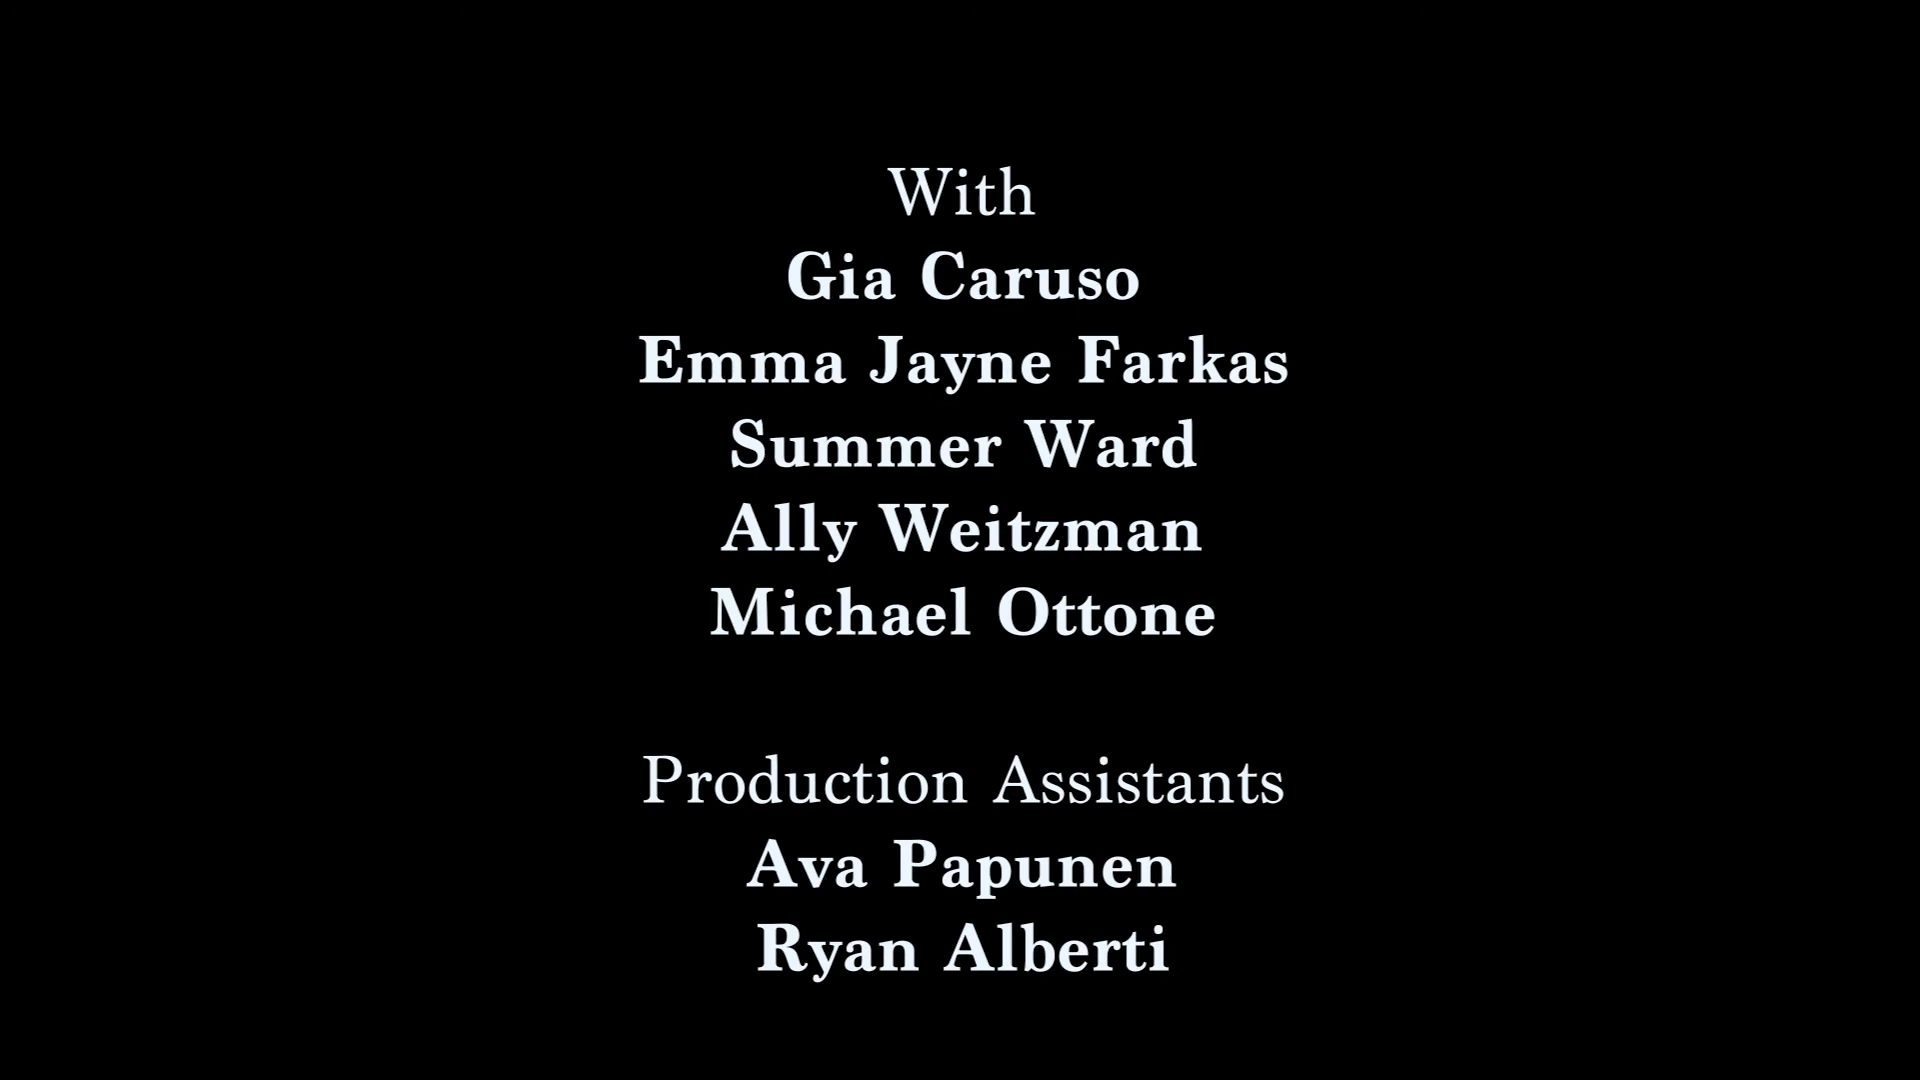 With
Gia Caruso
Emma Jayne Farkas
Summer Ward
Ally Weitzman
Michael Ottone
Production Assistants
Ava Papunen
Ryan Alberti